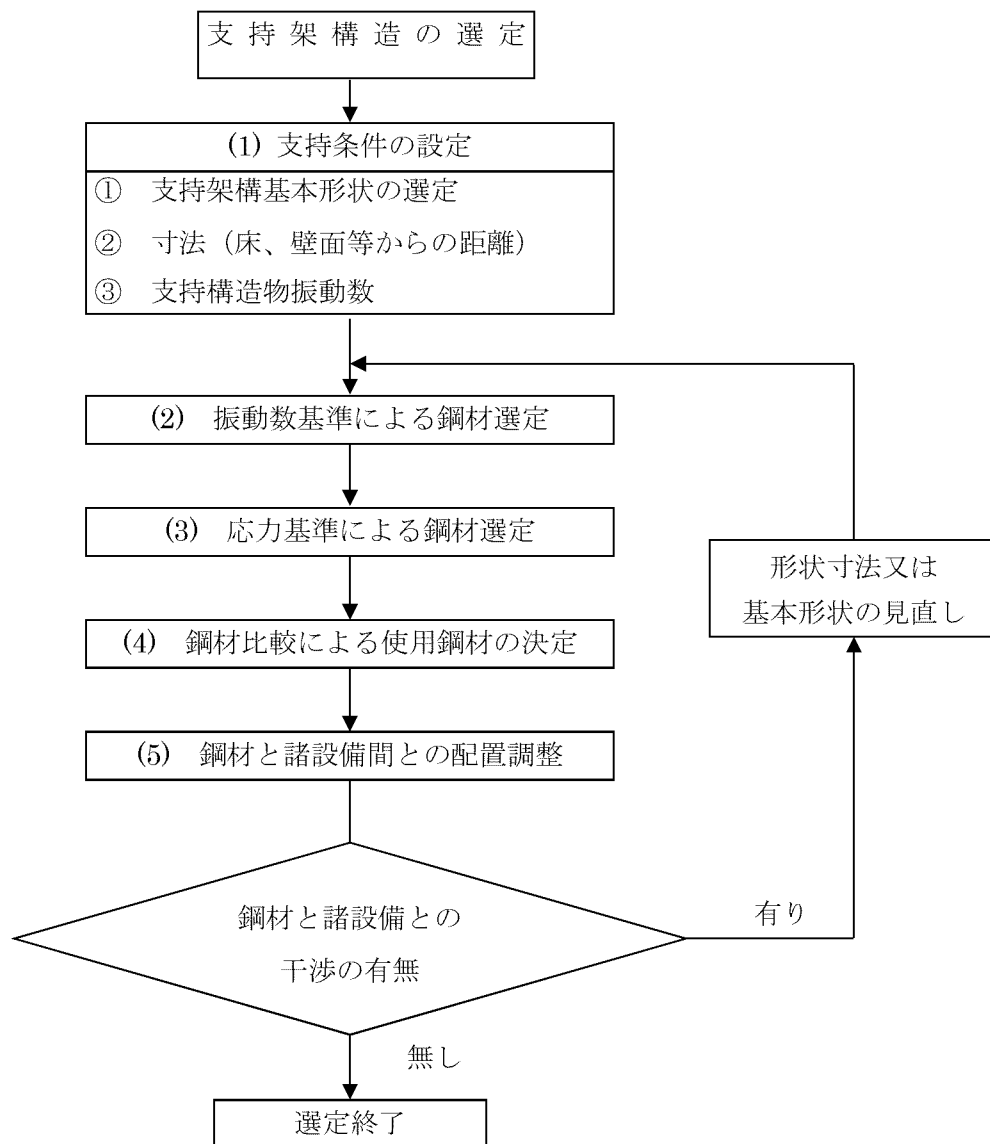 支持架構造の選定
(1) 支持条件の設定
① 支持架構基本形状の選定
② 寸法（床、壁面等からの距離）
③ 支持構造物振動数
(2) 振動数基準による鋼材選定
(3) 応力基準による鋼材選定
形状寸法又は
基本形状の見直し
(4) 鋼材比較による使用鋼材の決定
(5) 鋼材と諸設備間との配置調整
鋼材と諸設備との
干渉の有無
有り
無し
選定終了